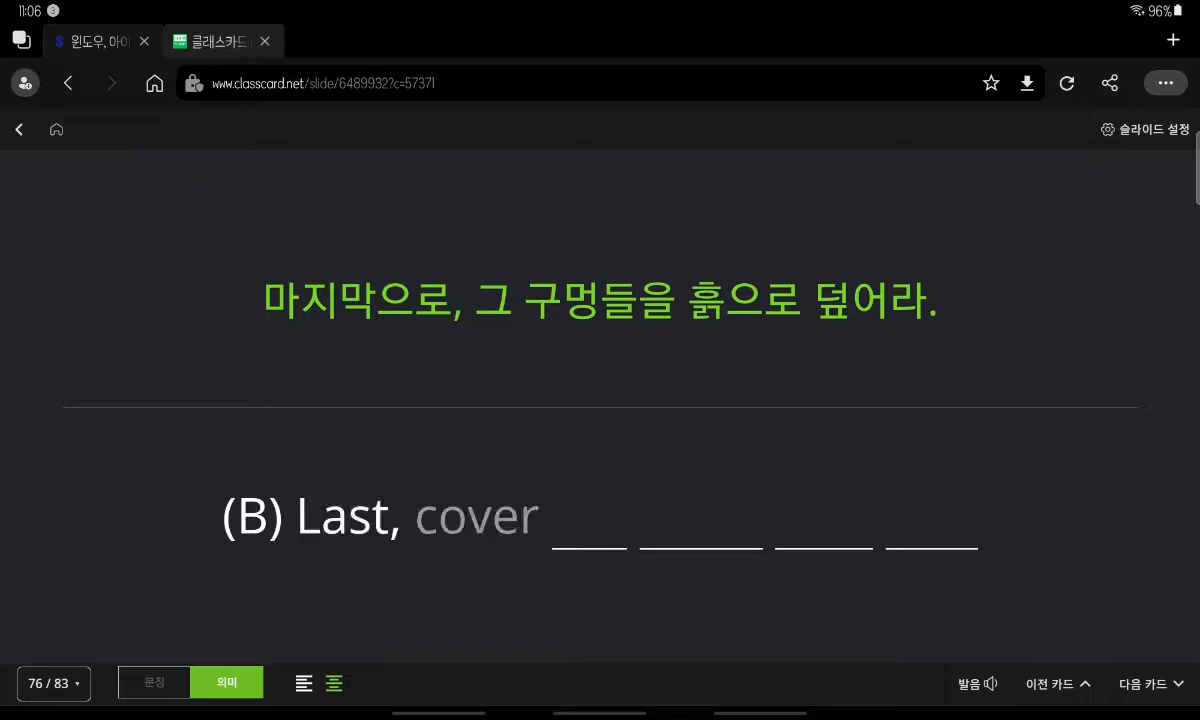 11:06 3 96%
S 윈도우, 아이 클래스카드
www.classcard.net/slide/6489932?c=57371
슬라이드 설정
마지막으로, 그 구멍들을 흙으로 덮어라.
(B) Last, cover
76 / 83 문장 의미 발음 이전 카드 다음 카드